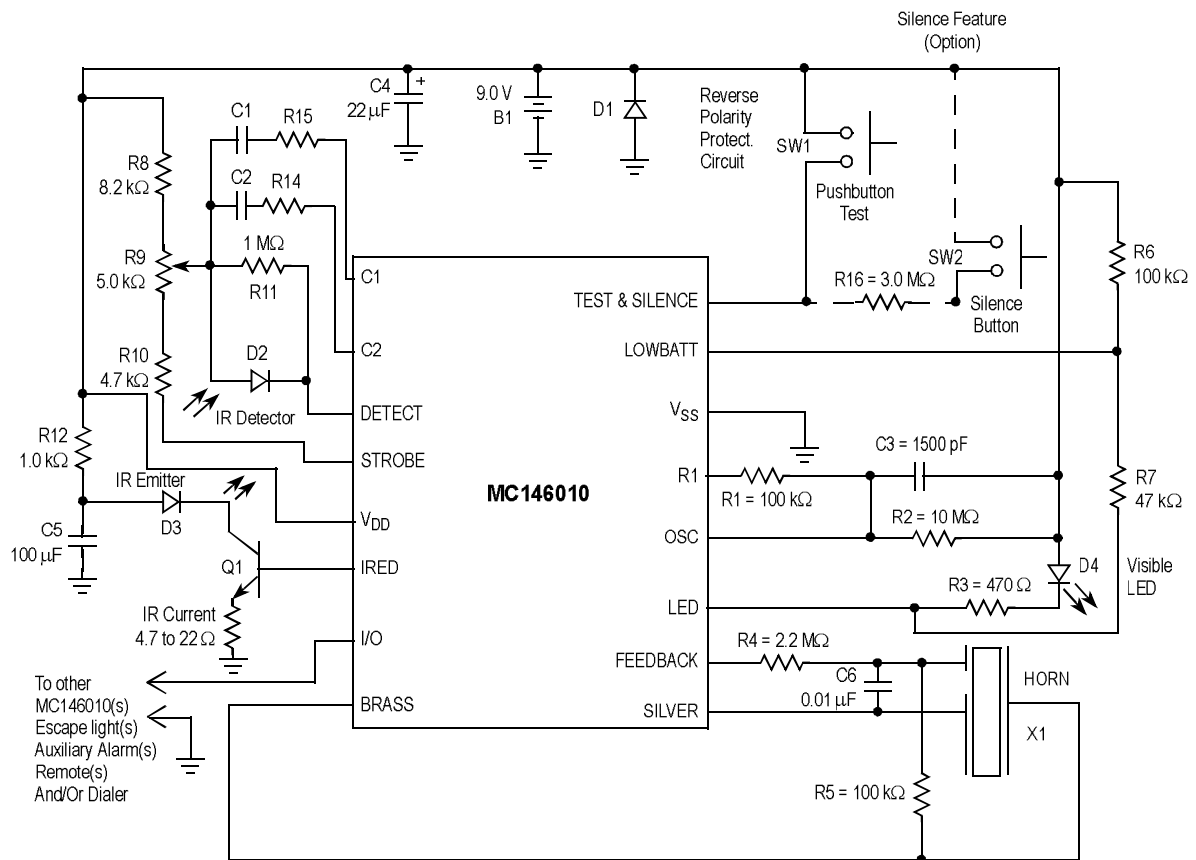 Silence Feature
(Option)
C4
+
22 µF
9.0 V
B1
D1
Reverse
Polarity
Protect.
Circuit
SW1
Pushbutton
Test
C1
R15
R8
8.2 kΩ
C2
R14
R9
5.0 kΩ
1 MΩ
R11
C1
SW2
R6
100 kΩ
TEST & SILENCE
R16 = 3.0 MΩ
Silence
Button
R10
4.7 kΩ
D2
C2
LOWBATT
IR Detector
DETECT
VSS
R12
1.0 kΩ
STROBE
C3 = 1500 pF
IR Emitter
D3
MC146010
R1
R1 = 100 kΩ
R7
47 kΩ
C5
100 µF
VDD
R2 = 10 MΩ
OSC
Q1
IRED
D4
Visible
LED
IR Current
4.7 to 22 Ω
LED
R3 = 470 Ω
I/O
R4 = 2.2 MΩ
FEEDBACK
C6
0.01 µF
HORN
X1
To other
MC146010(s)
Escape light(s)
Auxiliary Alarm(s)
Remote(s)
And/Or Dialer
BRASS
SILVER
R5 = 100 kΩ